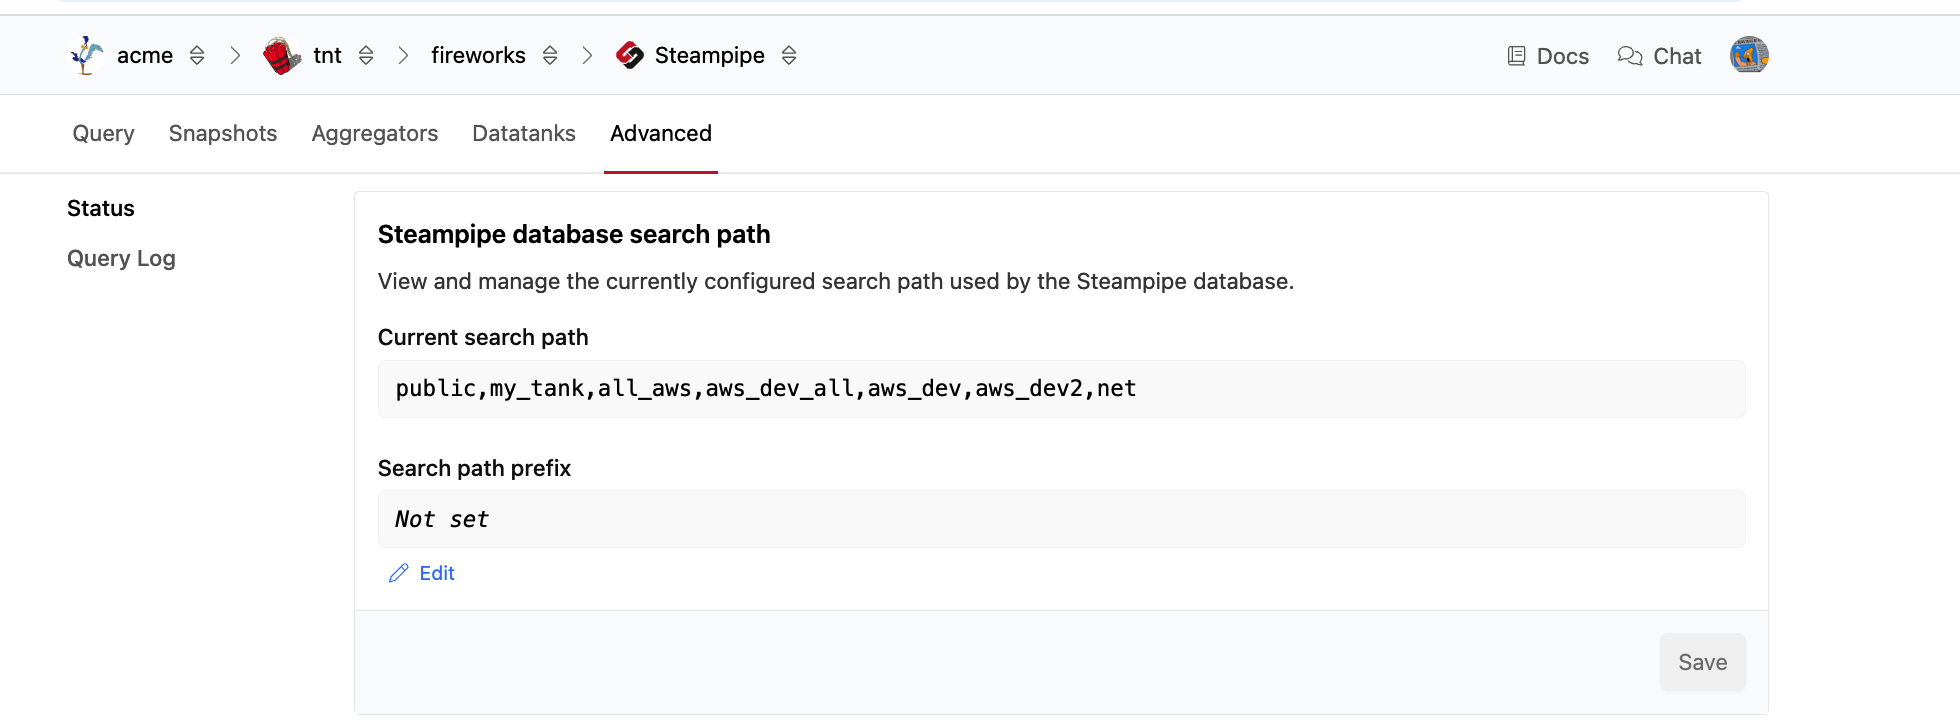 acme tnt fireworks Steampipe Docs Chat
Query Snapshots Aggregators Datatanks Advanced
Status
Query Log
Steampipe database search path
View and manage the currently configured search path used by the Steampipe database.
Current search path
public,my_tank,all_aws,aws_dev_all,aws_dev,aws_dev2,net
Search path prefix
Not set
Edit
Save